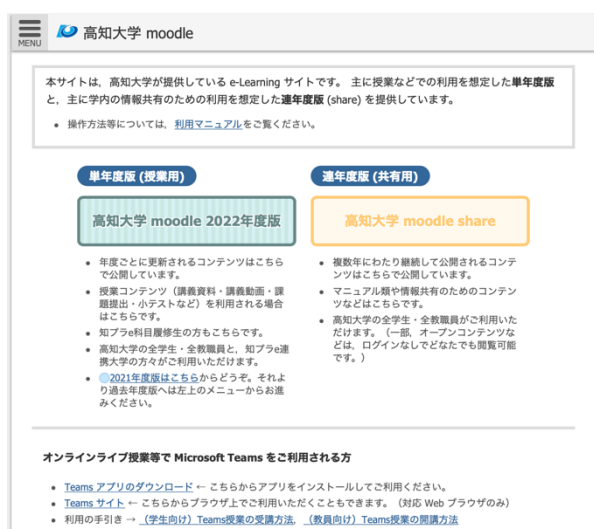 MENU
高知大学 moodle
本サイトは、高知大学が提供している e-Learning サイトです。 主に授業などでの利用を想定した単年度版
と、主に学内の情報共有のための利用を想定した連年度版 (share) を提供しています。
• 操作方法等については、利用マニュアルをご覧ください。
単年度版 (授業用)
高知大学 moodle 2022年度版
• 年度ごとに更新されるコンテンツはこちら
で公開しています。
• 授業コンテンツ（講義資料・講義動画・課
題提出・小テストなど）を利用される場合
はこちらです。
• 知プラe科目履修生の方もこちらです。
• 高知大学の全学生・全教職員と、知プラe連
携大学の方々がご利用いただけます。
• 2021年度版はこちらからどうぞ。それよ
り過去年度版へは左上のメニューからお進
みください。
連年度版 (共有用)
高知大学 moodle share
• 複数年にわたり継続して公開されるコンテ
ンツはこちらで公開しています。
• マニュアル類や情報共有のためのコンテン
ツなどはこちらです。
• 高知大学の全学生・全教職員がご利用いた
だけます。（一部、オープンコンテンツな
どは、ログインなしでどなたでも閲覧可能
です。）
オンラインライブ授業等で Microsoft Teams をご利用される方
• Teams アプリのダウンロード ← こちらからアプリをインストールしてご利用ください。
• Teams サイト ← こちらからブラウザ上でご利用いただくこともできます。（対応 Web ブラウザのみ）
• 利用の手引き → （学生向け）Teams授業の受講方法, （教員向け）Teams授業の開講方法